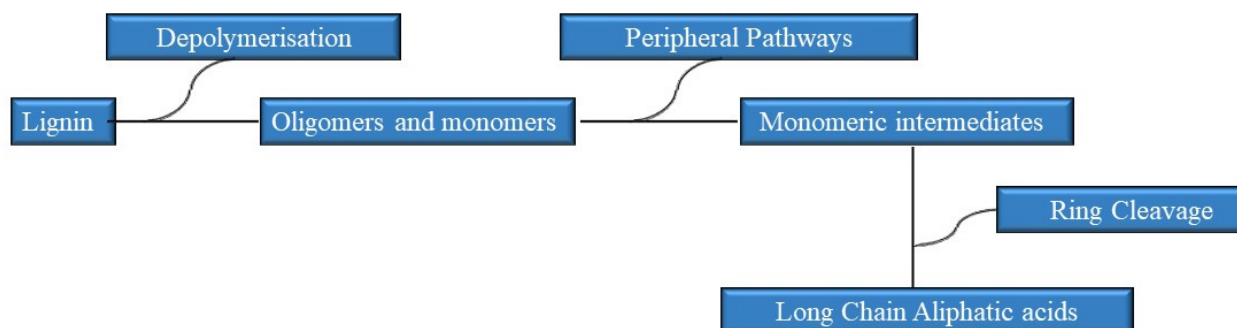 Depolymerisation
Peripheral Pathways
Lignin
Oligomers and monomers
Monomeric intermediates
Ring Cleavage
Long Chain Aliphatic acids